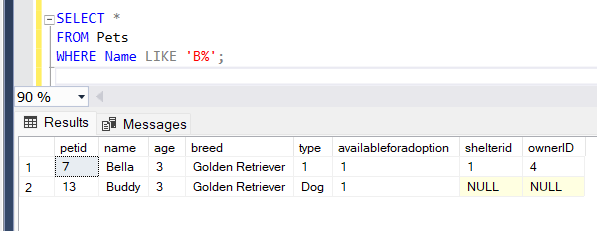 SELECT *
FROM Pets
WHERE Name LIKE 'B%';
90 %
Results Messages
petid name age breed type availableforadoption shelterid ownerID
1 7 Bella 3 Golden Retriever 1 1 1 4
2 13 Buddy 3 Golden Retriever Dog 1 NULL NULL